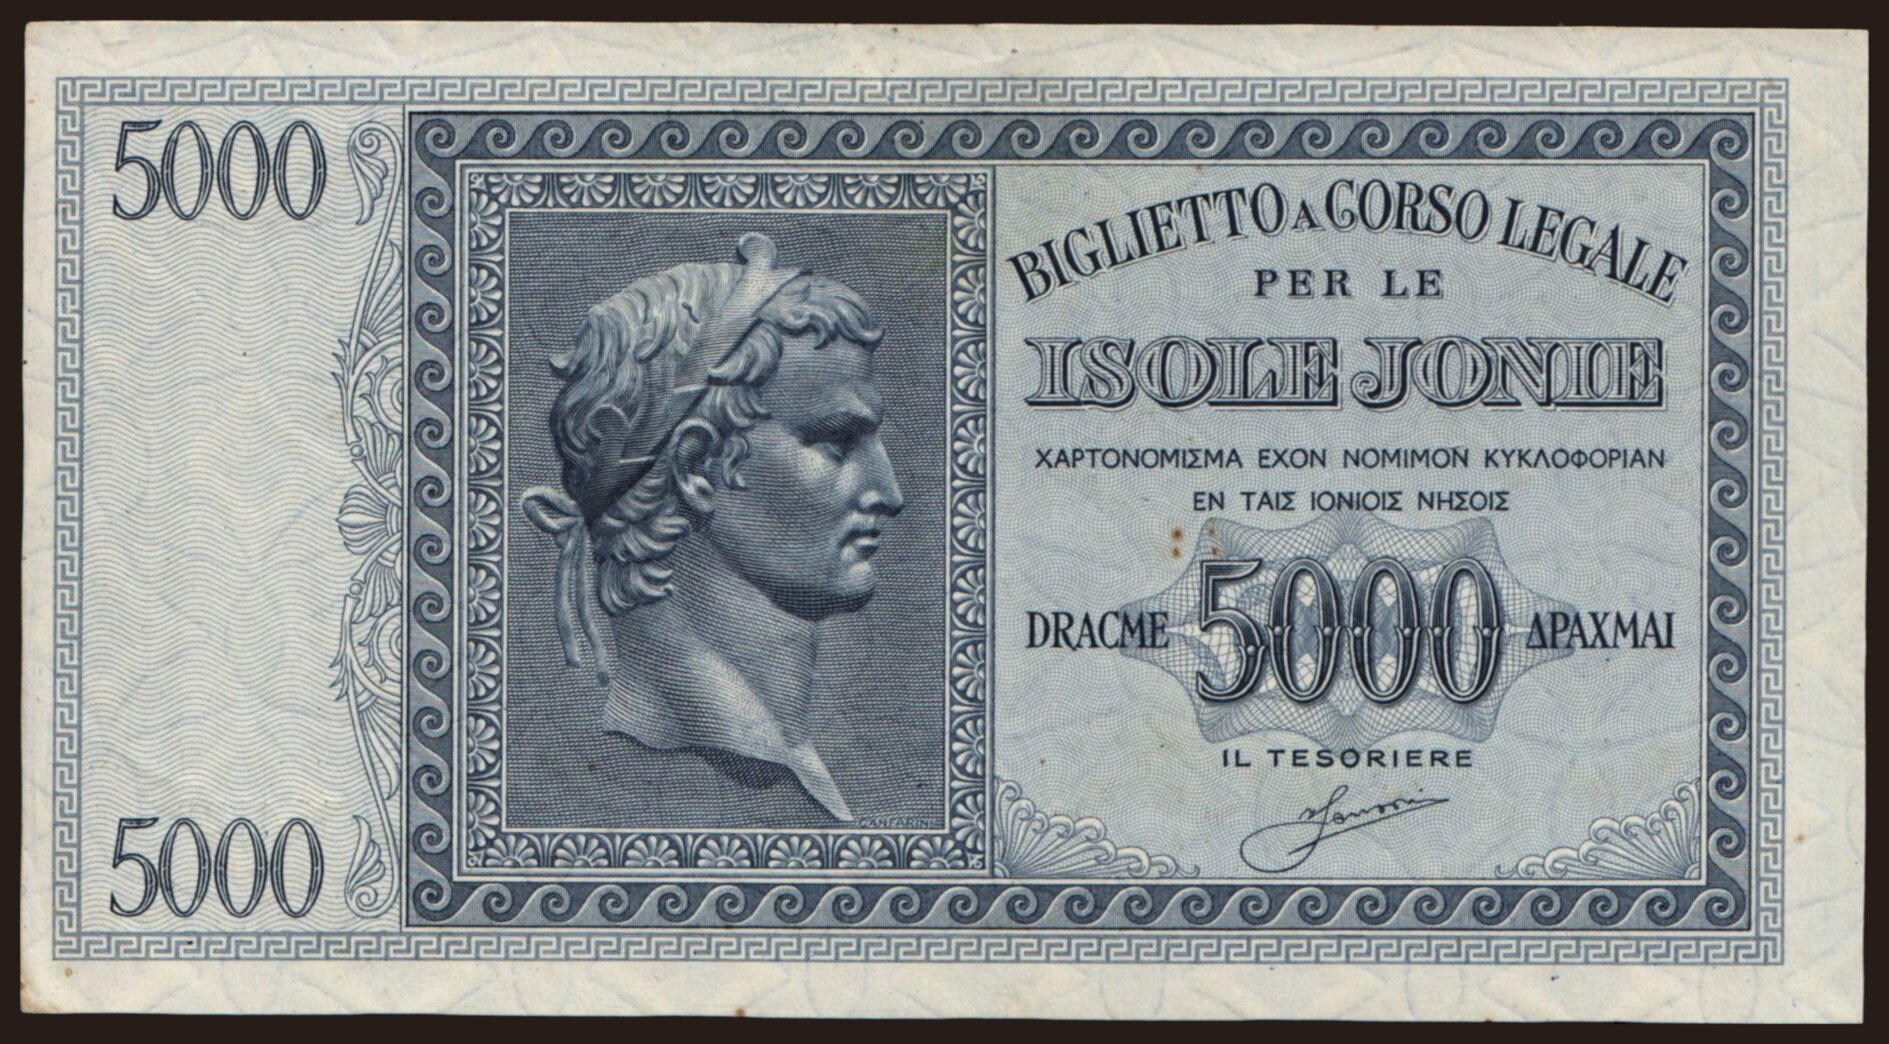 5000
BIGLIETTO A CORSO LEGALE
PER LE
ISOLE JONIE
ΧΑΡΤΟΝΟΜΙΣΜΑ ΕΧΟΝ ΝΟΜΙΜΟΝ ΚΥΚΛΟΦΟΡΙΑΝ
ΕΝ ΤΑΙΣ ΙΟΝΙΟΙΣ ΝΗΣΟΙΣ
DRACME 5000 ΔΡΑΧΜΑΙ
IL TESORIERE
CANFARINI
5000